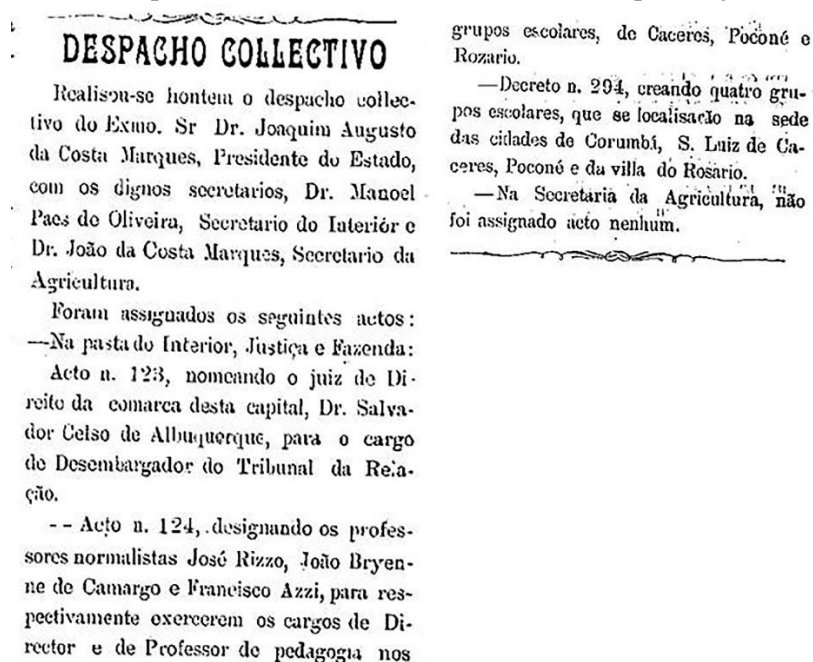 DESPACHO COLLECTIVO
Realisou-se hontem o despacho collec-
tivo do Exmo. Sr Dr. Joaquim Augusto
da Costa Marques, Presidente do Estado,
com os dignos secretarios, Dr. Manoel
Paes de Oliveira, Secretario do Interiór e
Dr. João da Costa Marques, Secretario da
Agricultura.
Foram assignados os seguintes actos:
—Na pasta do Interior, Justiça e Fazenda:
Acto n. 123, nomeando o juiz de Di-
reito da comarca desta capital, Dr. Salva-
dor Celso de Albuquerque, para o cargo
de Desembargador do Tribunal da Rela-
ção.
-- Acto n. 124, designando os profes-
sores normalistas José Rizzo, João Bryen-
ne de Camargo e Francisco Azzi, para res-
pectivamente exercerem os cargos de Di-
rector e de Professor de pedagogia nos
grupos escolares, de Caceres, Poconé e
Rozario.
—Decreto n. 294, creando quatro gru-
pos escolares, que se localisarão na sede
das cidades de Corumbá, S. Luiz de Ca-
ceres, Poconé e da villa do Rosario.
—Na Secretaria da Agricultura, não
foi assignado acto nenhum.